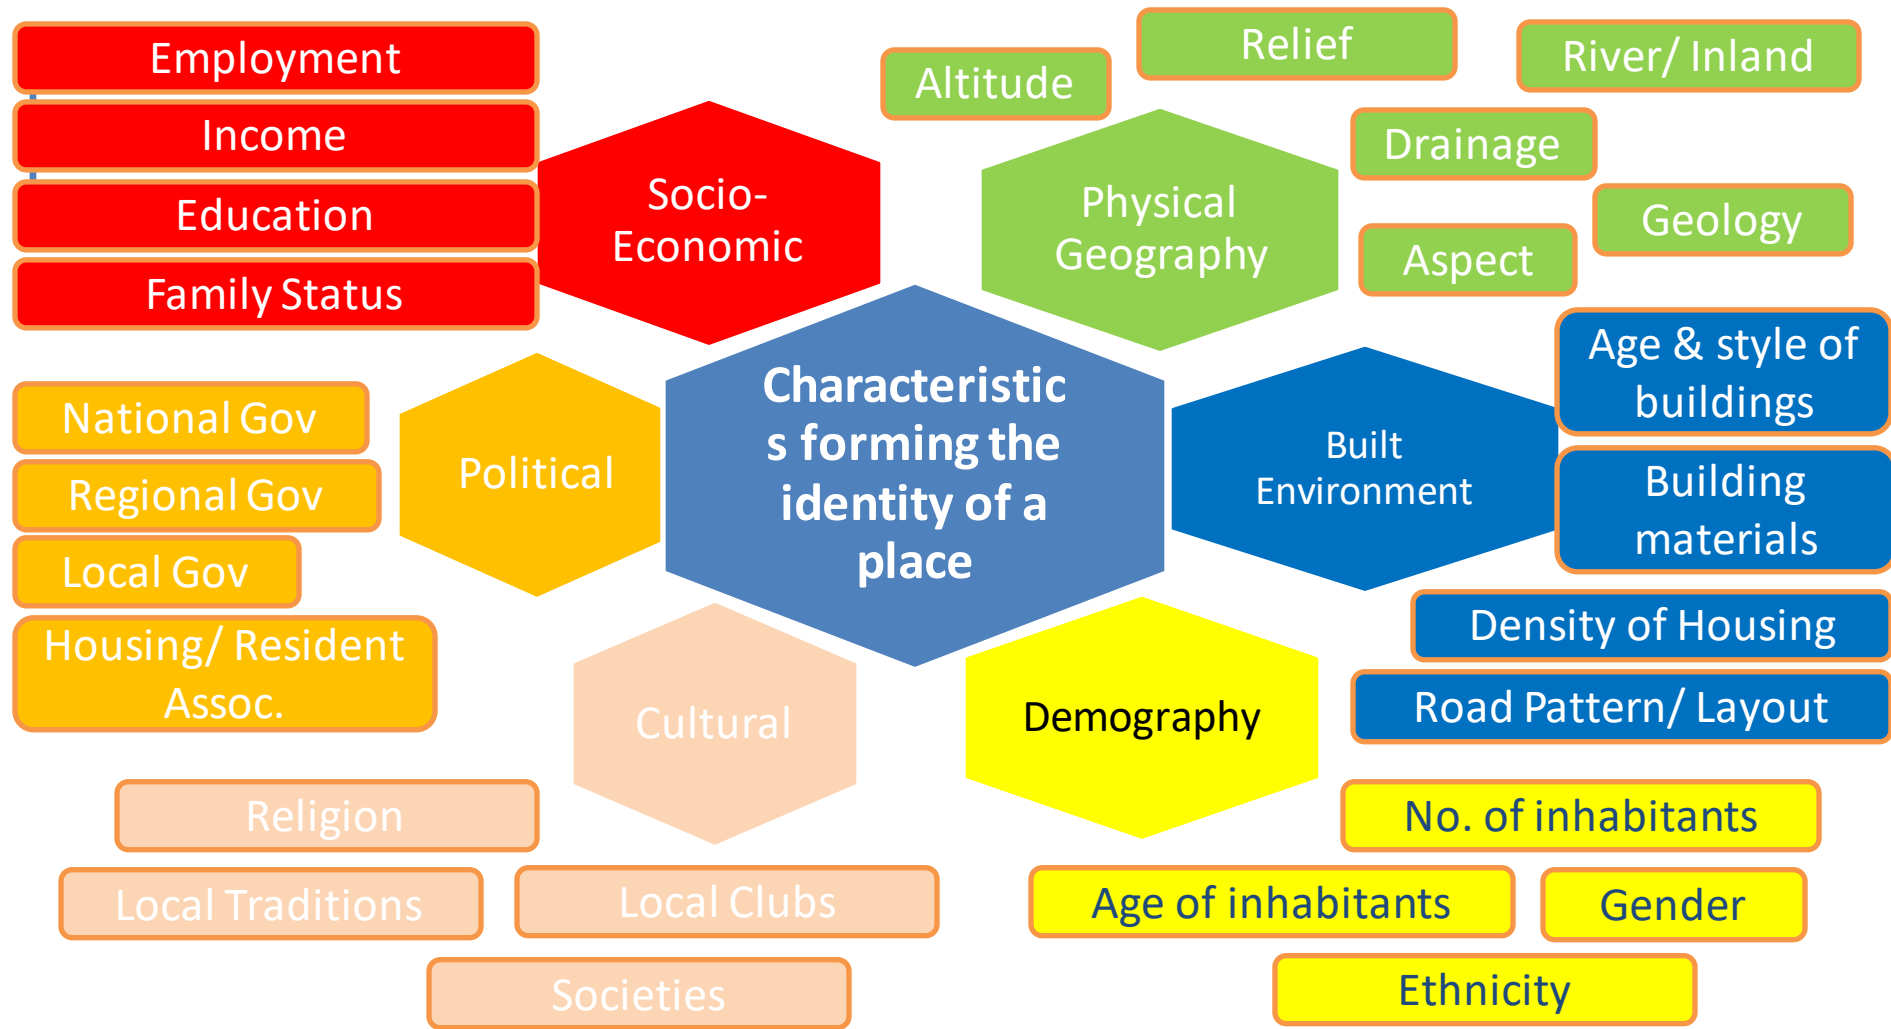 Employment
Income
Education
Family Status
Socio-
Economic
Altitude
Relief
River/ Inland
Drainage
Geology
Aspect
Physical
Geography
Characteristic
s forming the
identity of a
place
National Gov
Regional Gov
Local Gov
Housing/ Resident
Assoc.
Political
Built
Environment
Age & style of
buildings
Building
materials
Density of Housing
Road Pattern/ Layout
Cultural
Religion
Local Traditions
Local Clubs
Societies
Demography
No. of inhabitants
Age of inhabitants
Gender
Ethnicity